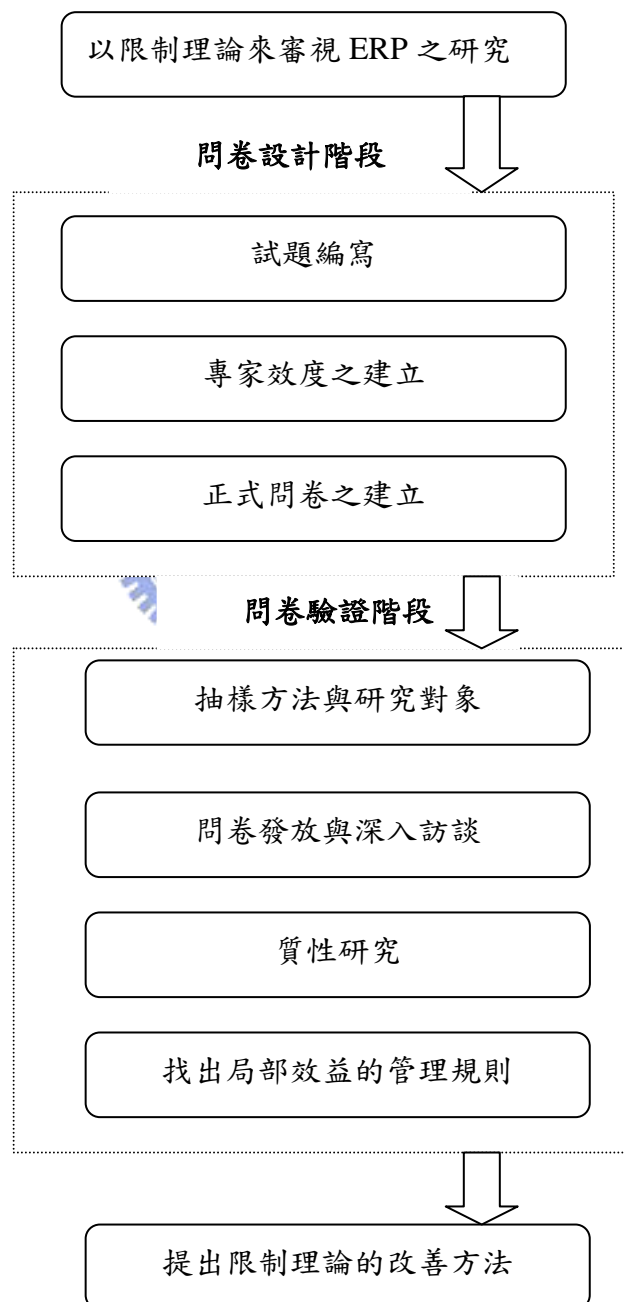 以限制理論來審視 ERP 之研究
問卷設計階段
試題編寫
專家效度之建立
正式問卷之建立
問卷驗證階段
抽樣方法與研究對象
問卷發放與深入訪談
質性研究
找出局部效益的管理規則
提出限制理論的改善方法